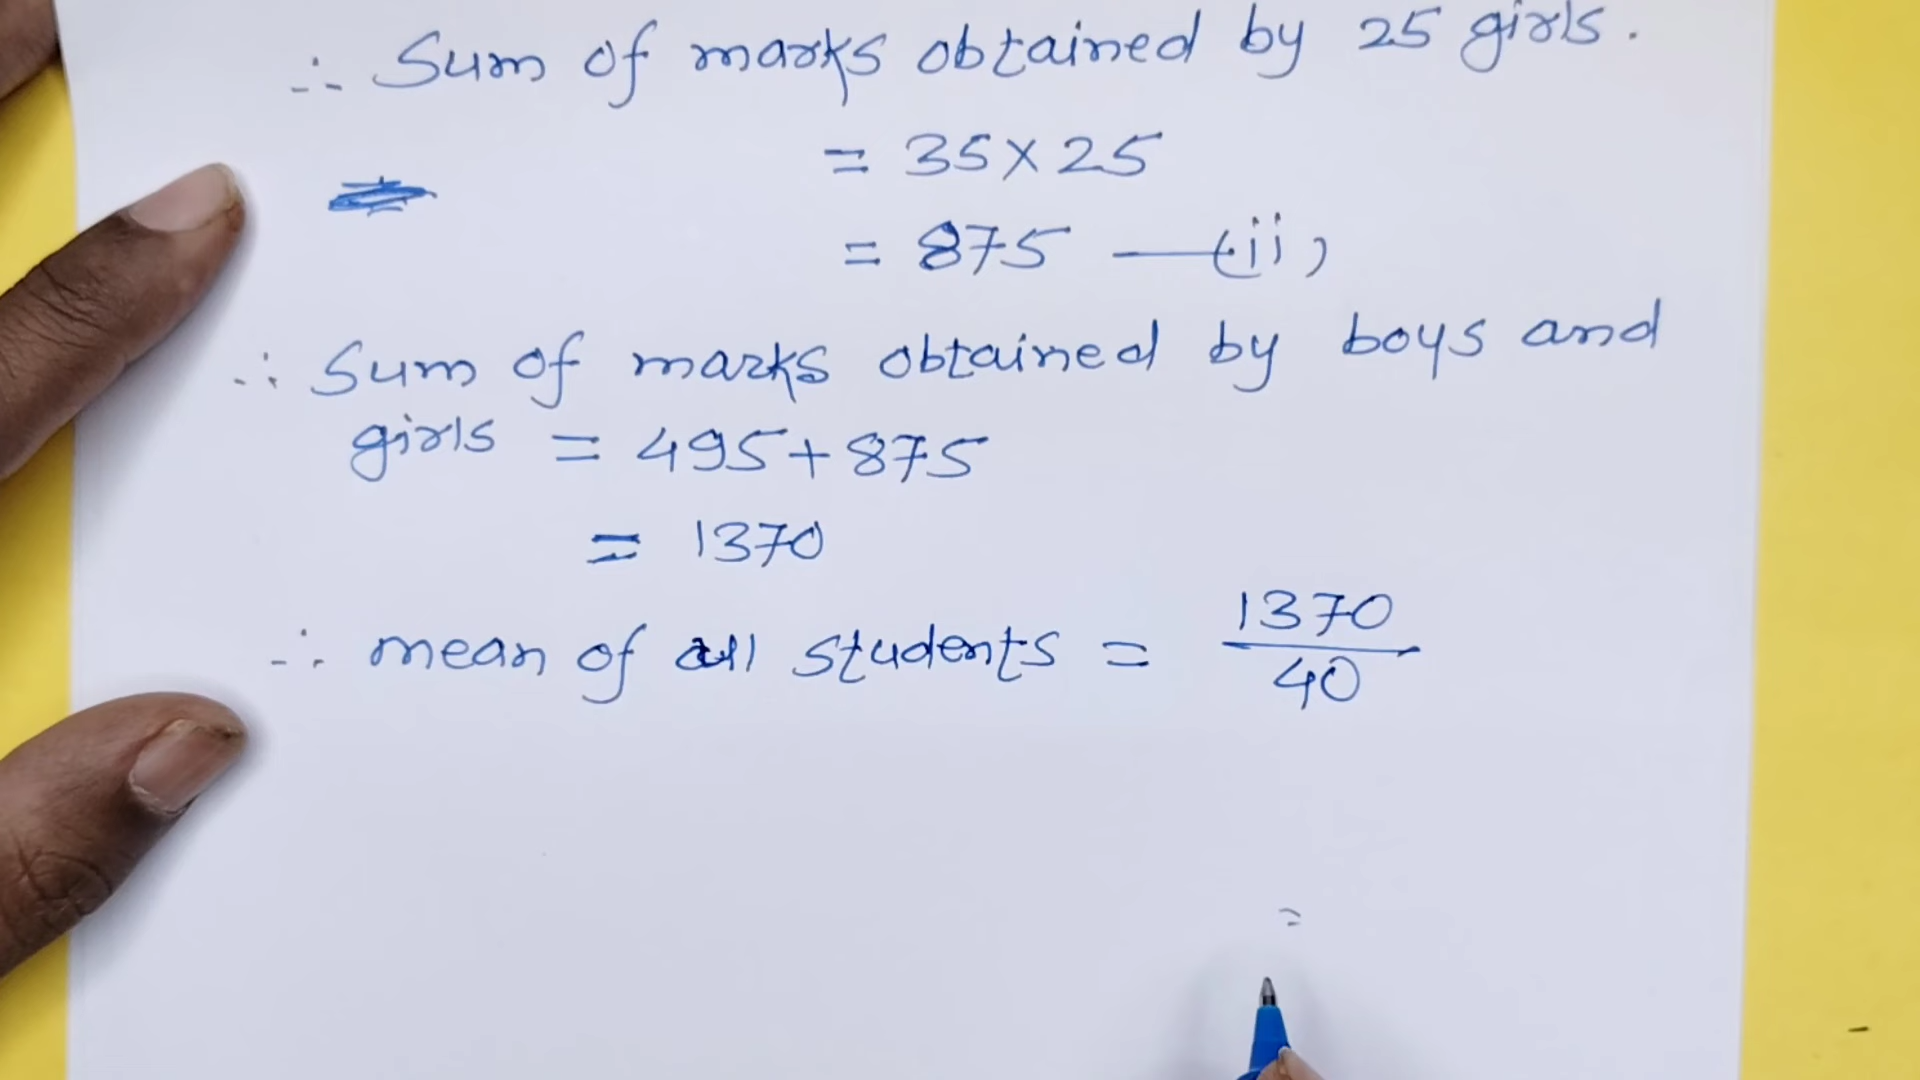 ∴ Sum of marks obtained by 25 girls.
= 35 × 25
= 875 —(ii)
∴ Sum of marks obtained by boys and
girls = 495 + 875
= 1370
∴ mean of all students = 1370/40
=